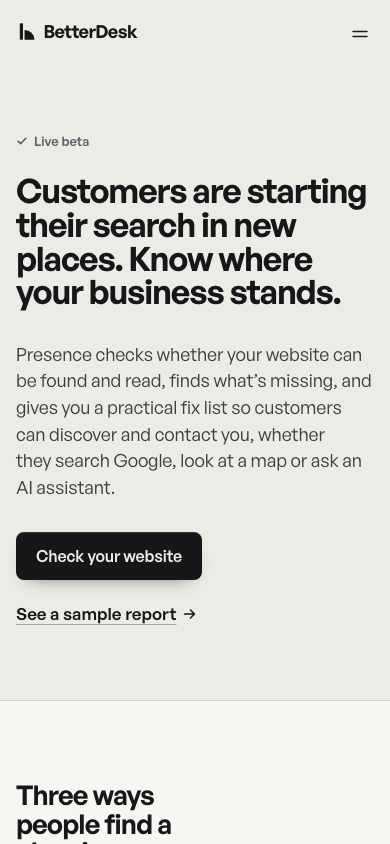 BetterDesk
Live beta
Customers are starting
their search in new
places. Know where
your business stands.
Presence checks whether your website can
be found and read, finds what’s missing, and
gives you a practical fix list so customers
can discover and contact you, whether
they search Google, look at a map or ask an
AI assistant.
Check your website
See a sample report →
Three ways
people find a